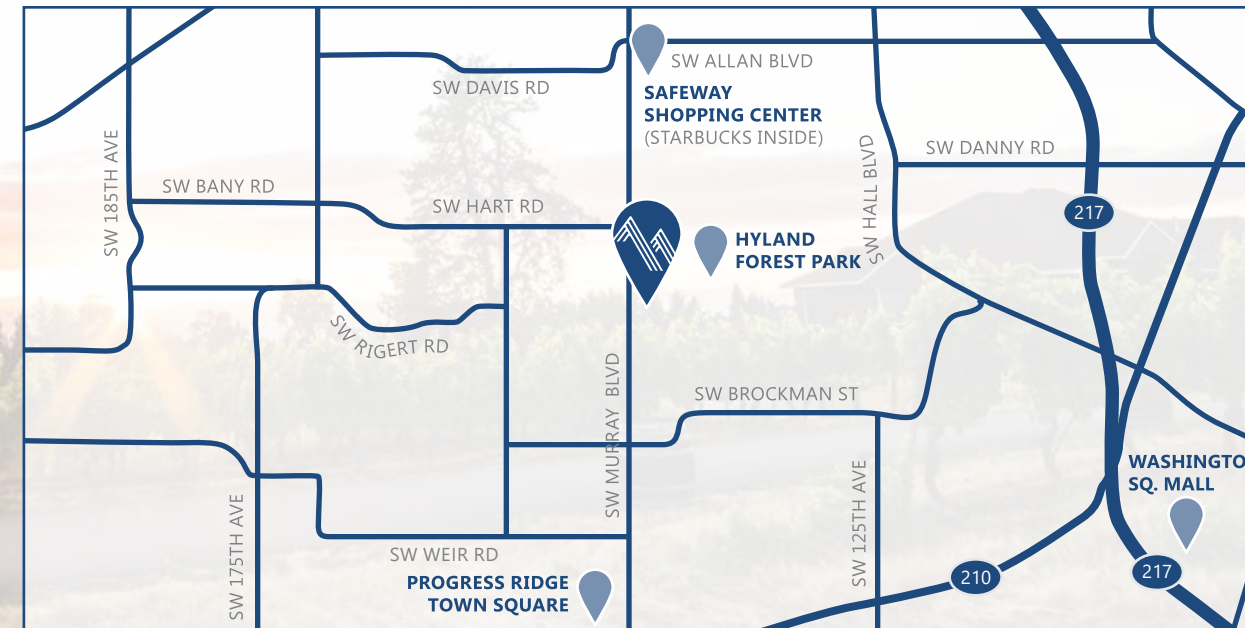 SW ALLAN BLVD
SW DAVIS RD
SAFEWAY
SHOPPING CENTER
(STARBUCKS INSIDE)
SW 185TH AVE
SW HALL BLVD
SW DANNY RD
SW BANY RD
SW HART RD
217
HYLAND
FOREST PARK
SW RIGERT RD
SW MURRAY BLVD
SW BROCKMAN ST
WASHINGTO
SQ. MALL
SW 175TH AVE
SW 125TH AVE
SW WEIR RD
PROGRESS RIDGE
TOWN SQUARE
210
217